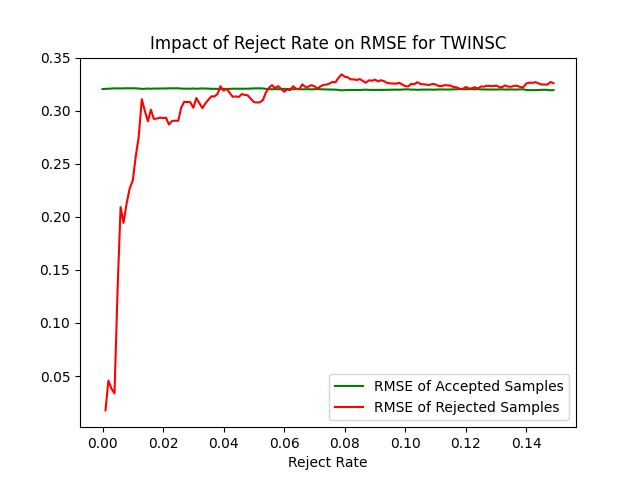 Impact of Reject Rate on RMSE for TWINSC
0.35
0.30
0.25
0.20
0.15
0.10
0.05
RMSE of Accepted Samples
RMSE of Rejected Samples
0.00 0.02 0.04 0.06 0.08 0.10 0.12 0.14
Reject Rate